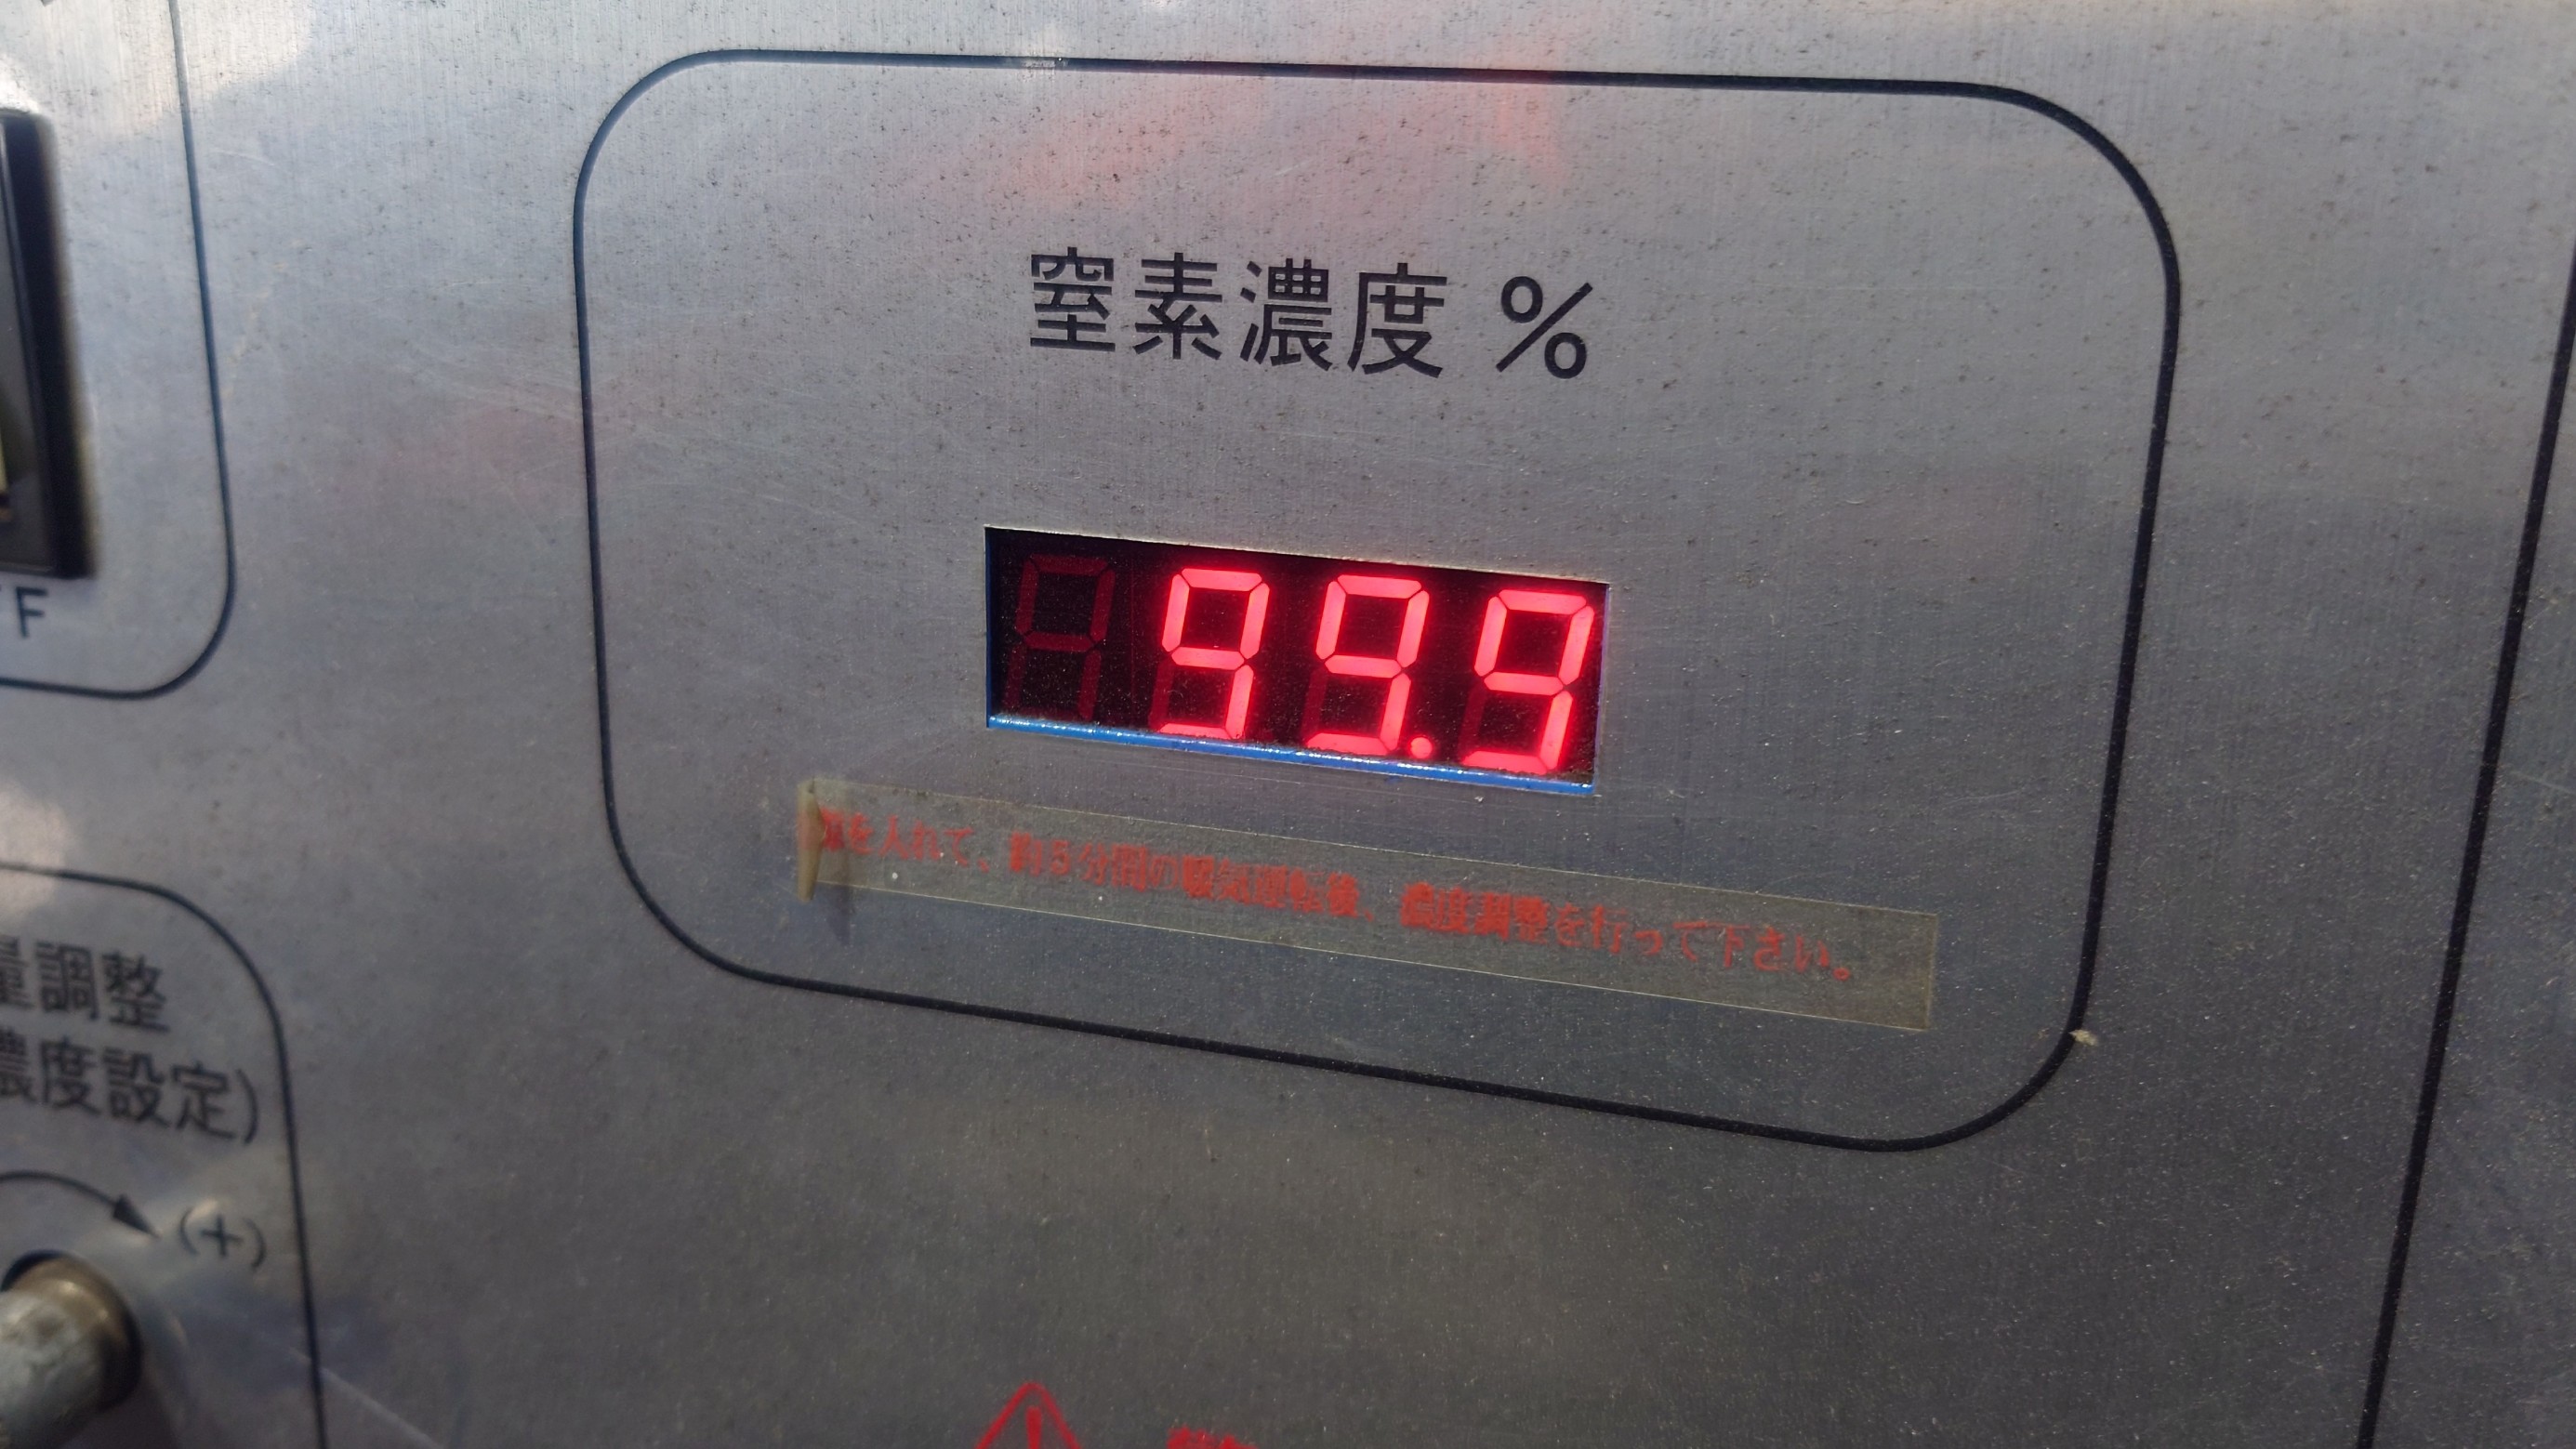 窒素濃度 %
99.9
を入れて、約5分間の暖気運転後、濃度調整を行って下さい。
F
量調整
濃度設定)
(+)